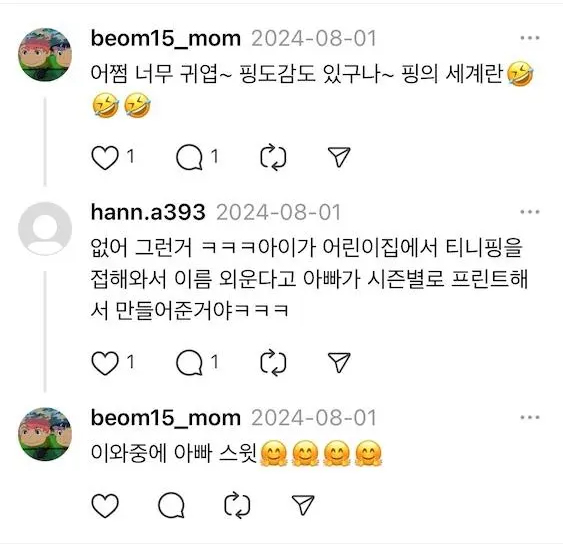 beom15_mom 2024-08-01
어쩜 너무 귀엽~ 핑도감도 있구나~ 핑의 세계란🤣
🤣🤣
1 1
hann.a393 2024-08-01
없어 그런거 ㅋㅋㅋ아이가 어린이집에서 티니핑을
접해와서 이름 외운다고 아빠가 시즌별로 프린트해
서 만들어준거야ㅋㅋㅋ
1 1
beom15_mom 2024-08-01
이와중에 아빠 스윗🤗🤗🤗🤗